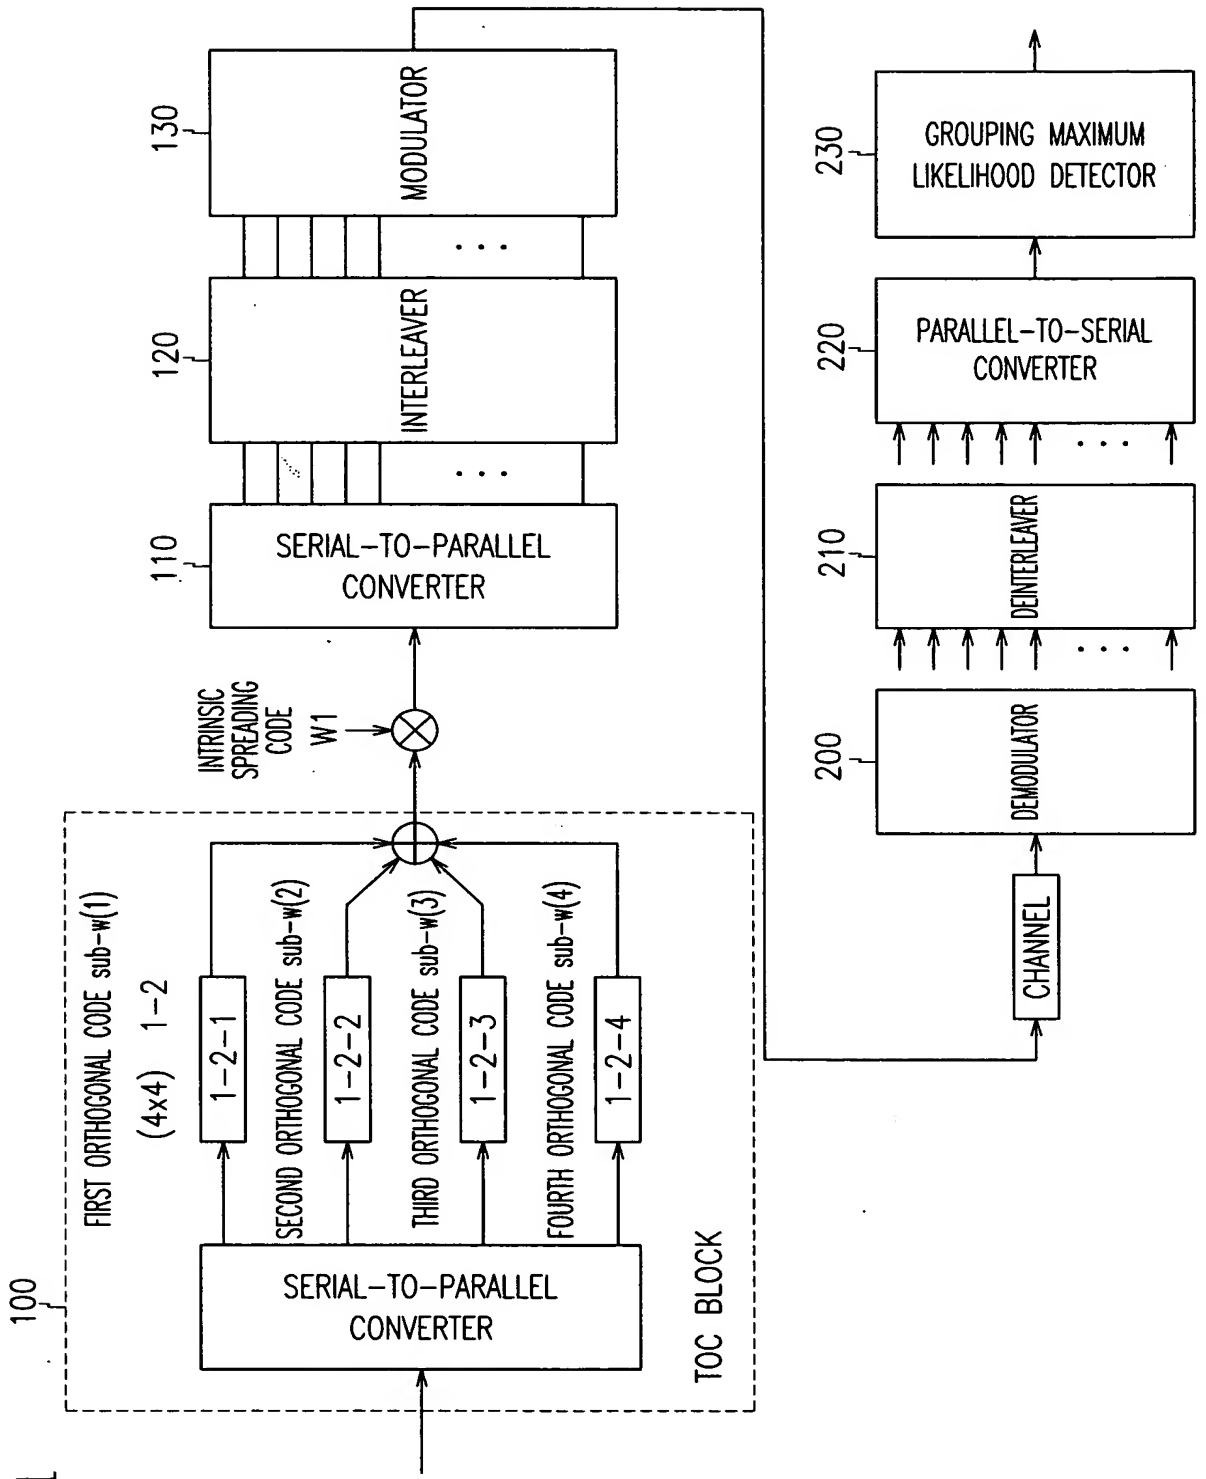 100
SERIAL-TO-PARALLEL
CONVERTER
FIRST ORTHOGONAL CODE sub-w(1)
(4x4) 1-2
1-2-1
SECOND ORTHOGONAL CODE sub-w(2)
1-2-2
THIRD ORTHOGONAL CODE sub-w(3)
1-2-3
FOURTH ORTHOGONAL CODE sub-w(4)
1-2-4
TOC BLOCK
INTRINSIC
SPREADING
CODE
W1
110
SERIAL-TO-PARALLEL
CONVERTER
...
120
INTERLEAVER
...
130
MODULATOR
CHANNEL
200
DEMODULATOR
...
210
DEINTERLEAVER
...
220
PARALLEL-TO-SERIAL
CONVERTER
230
GROUPING MAXIMUM
LIKELIHOOD DETECTOR